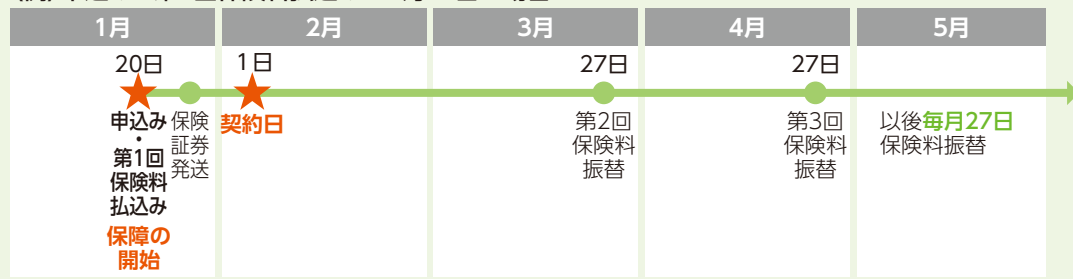 1月
2月
3月
4月
5月
20日
1日
27日
27日
申込み
・
第1回
保険料
払込み
保障の
開始
保険
証券
発送
契約日
第2回
保険料
振替
第3回
保険料
振替
以後毎月27日
保険料振替